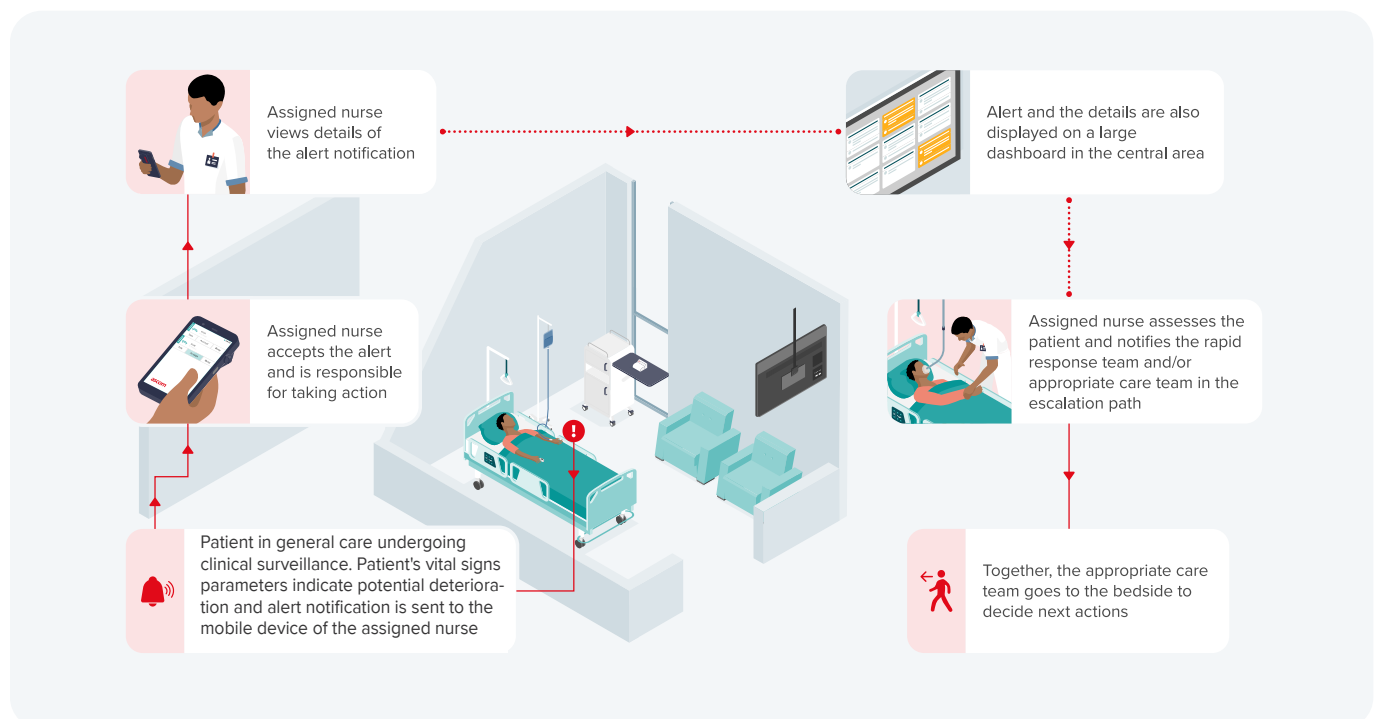 Assigned nurse
views details of
the alert notification
Alert and the details are also
displayed on a large
dashboard in the central area
Assigned nurse
accepts the alert
and is responsible
for taking action
ascom
Assigned nurse assesses the
patient and notifies the rapid
response team and/or
appropriate care team in the
escalation path
Patient in general care undergoing
clinical surveillance. Patient's vital signs
parameters indicate potential deteriora-
tion and alert notification is sent to the
mobile device of the assigned nurse
Together, the appropriate care
team goes to the bedside to
decide next actions